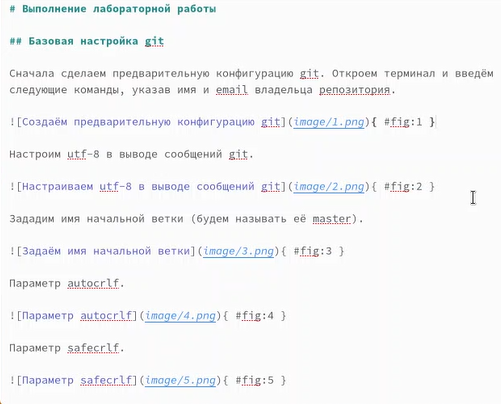 # Выполнение лабораторной работы
## Базовая настройка git
Сначала сделаем предварительную конфигурацию git. Откроем терминал и введём
следующие команды, указав имя и email владельца репозитория.
![Создаём предварительную конфигурацию git](image/1.png){ #fig:1 }
Настроим utf-8 в выводе сообщений git.
![Настраиваем utf-8 в выводе сообщений git](image/2.png){ #fig:2 }
Зададим имя начальной ветки (будем называть её master).
![Задаём имя начальной ветки](image/3.png){ #fig:3 }
Параметр autocrlf.
![Параметр autocrlf](image/4.png){ #fig:4 }
Параметр safecrlf.
![Параметр safecrlf](image/5.png){ #fig:5 }